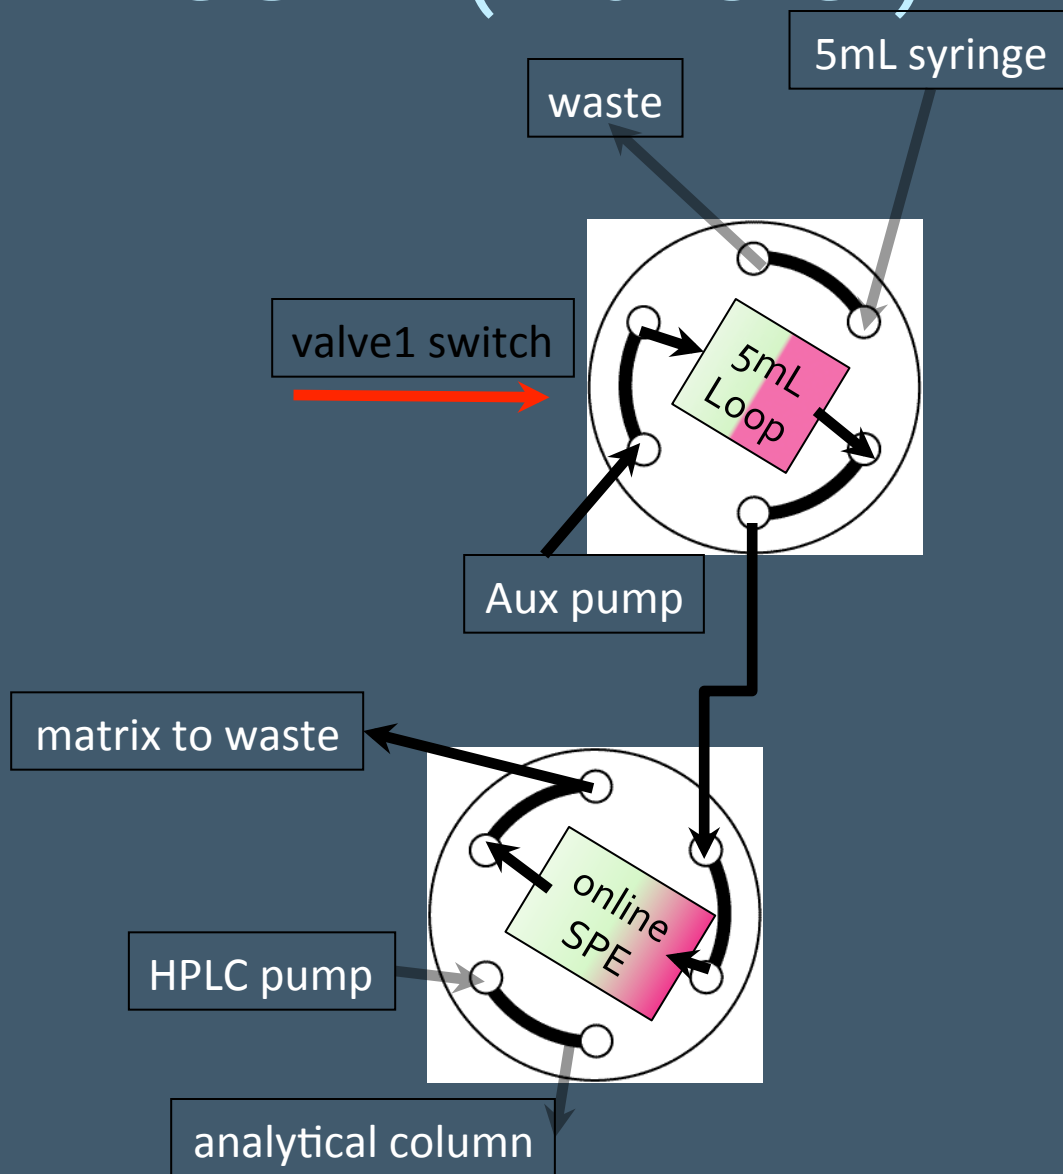 5mL syringe
waste
valve1 switch
5mL
Loop
Aux pump
matrix to waste
online
SPE
HPLC pump
analytical column